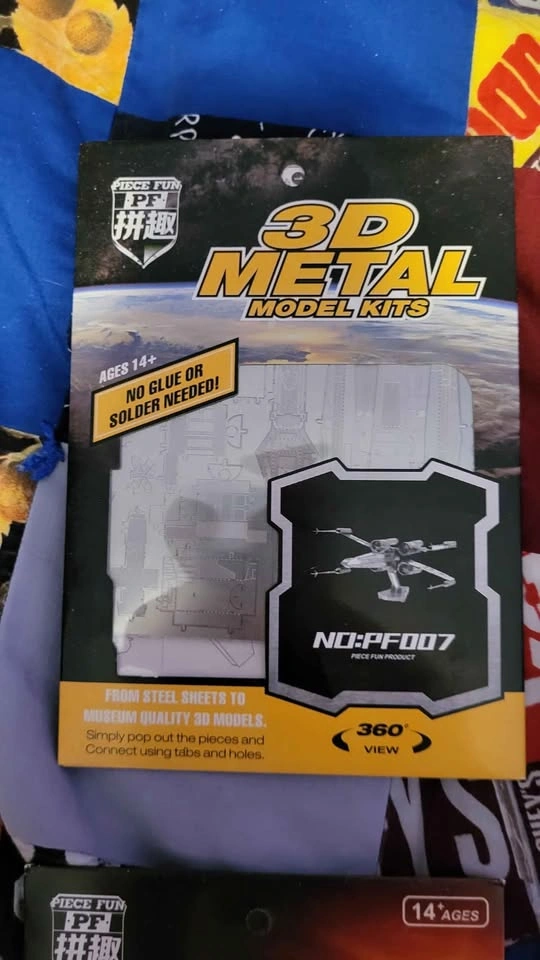 PIECE FUN
PF
拼趣
3D
METAL
MODEL KITS
AGES 14+
NO GLUE OR
SOLDER NEEDED!
NO:PF007
PIECE FUN PRODUCT
FROM STEEL SHEETS TO
MUSEUM QUALITY 3D MODELS.
Simply pop out the pieces and
Connect using tabs and holes.
360°
VIEW
PIECE FUN
PF
拼趣
14+ AGES